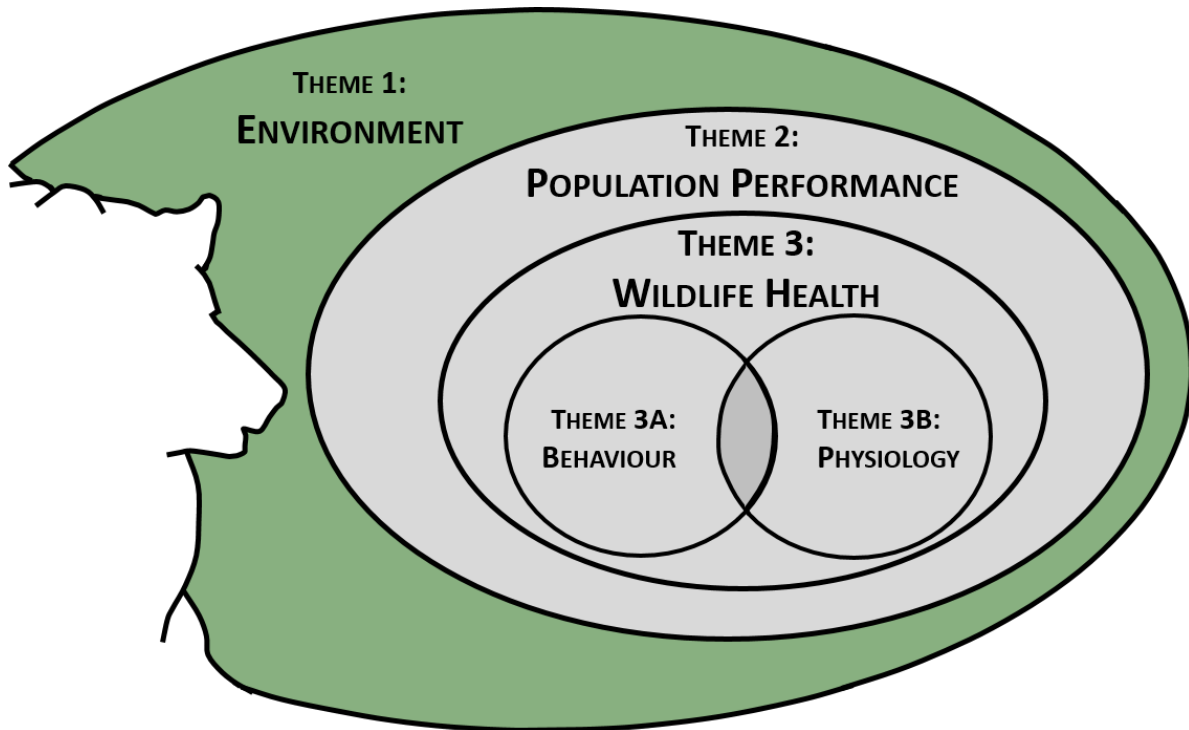 Theme 1:
Environment
Theme 2:
Population Performance
Theme 3:
Wildlife Health
Theme 3A:
Behaviour
Theme 3B:
Physiology